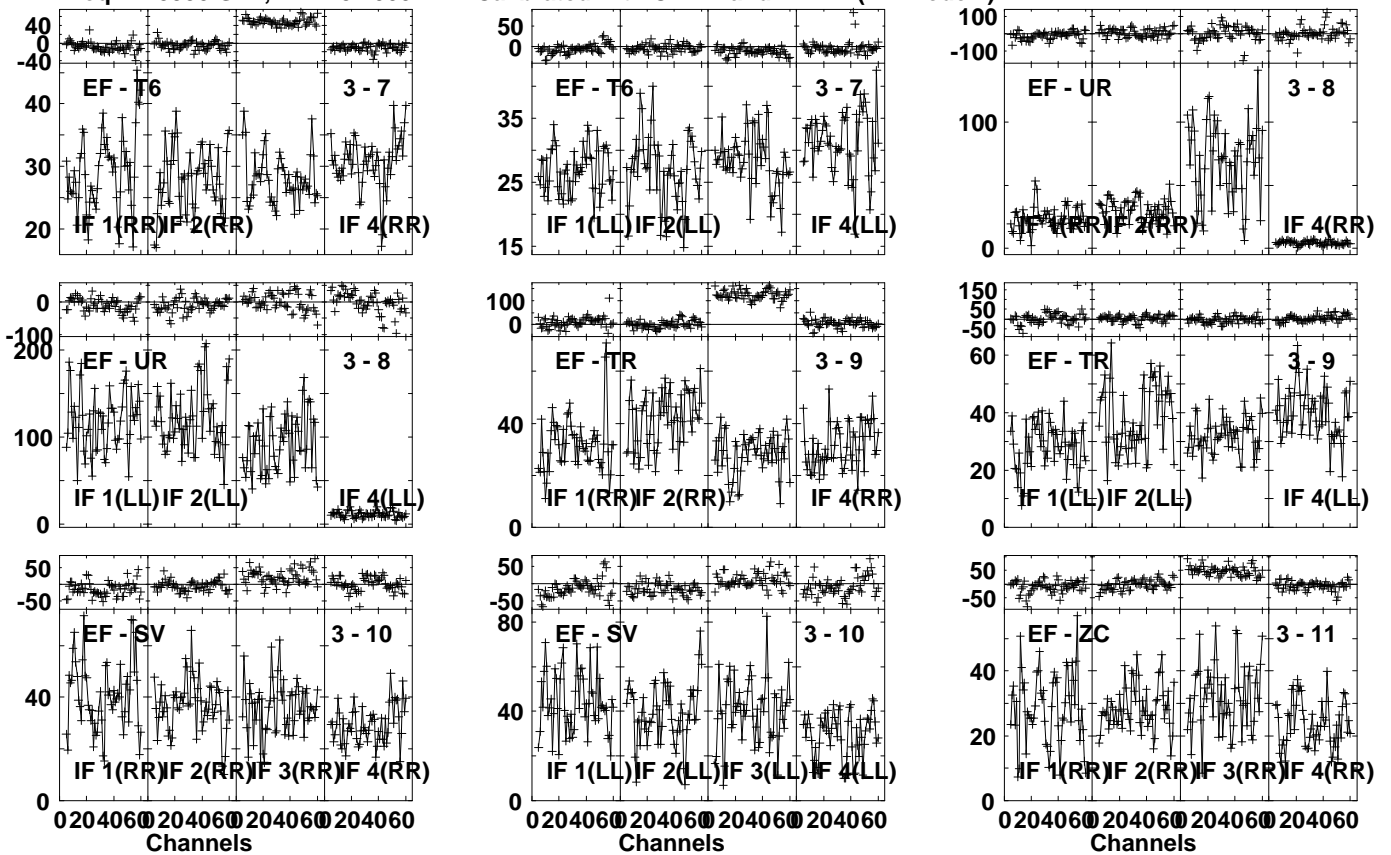 40
0
-40
50
0
100
-100
EF - T6
3 - 7
40
30
20
IF 1(RR)
IF 2(RR)
IF 4(RR)
EF - T6
3 - 7
35
25
15
IF 1(LL)
IF 2(LL)
IF 4(LL)
EF - UR
3 - 8
100
0
IF 1(RR)
IF 2(RR)
IF 4(RR)
0
-100
200
100
0
EF - UR
3 - 8
IF 1(LL)
IF 2(LL)
IF 4(LL)
100
0
EF - TR
3 - 9
40
0
IF 1(RR)
IF 2(RR)
IF 4(RR)
150
50
-50
EF - TR
3 - 9
60
40
20
0
IF 1(LL)
IF 2(LL)
IF 4(LL)
50
-50
EF - SV
3 - 10
40
0
IF 1(RR)
IF 2(RR)
IF 3(RR)
IF 4(RR)
0 20 40 60 0 20 40 60 0 20 40 60 0 20 40 60
Channels
50
-50
EF - SV
3 - 10
80
40
0
IF 1(LL)
IF 2(LL)
IF 3(LL)
IF 4(LL)
0 20 40 60 0 20 40 60 0 20 40 60 0 20 40 60
Channels
50
-50
EF - ZC
3 - 11
40
20
0
IF 1(RR)
IF 2(RR)
IF 3(RR)
IF 4(RR)
0 20 40 60 0 20 40 60 0 20 40 60 0 20 40 60
Channels